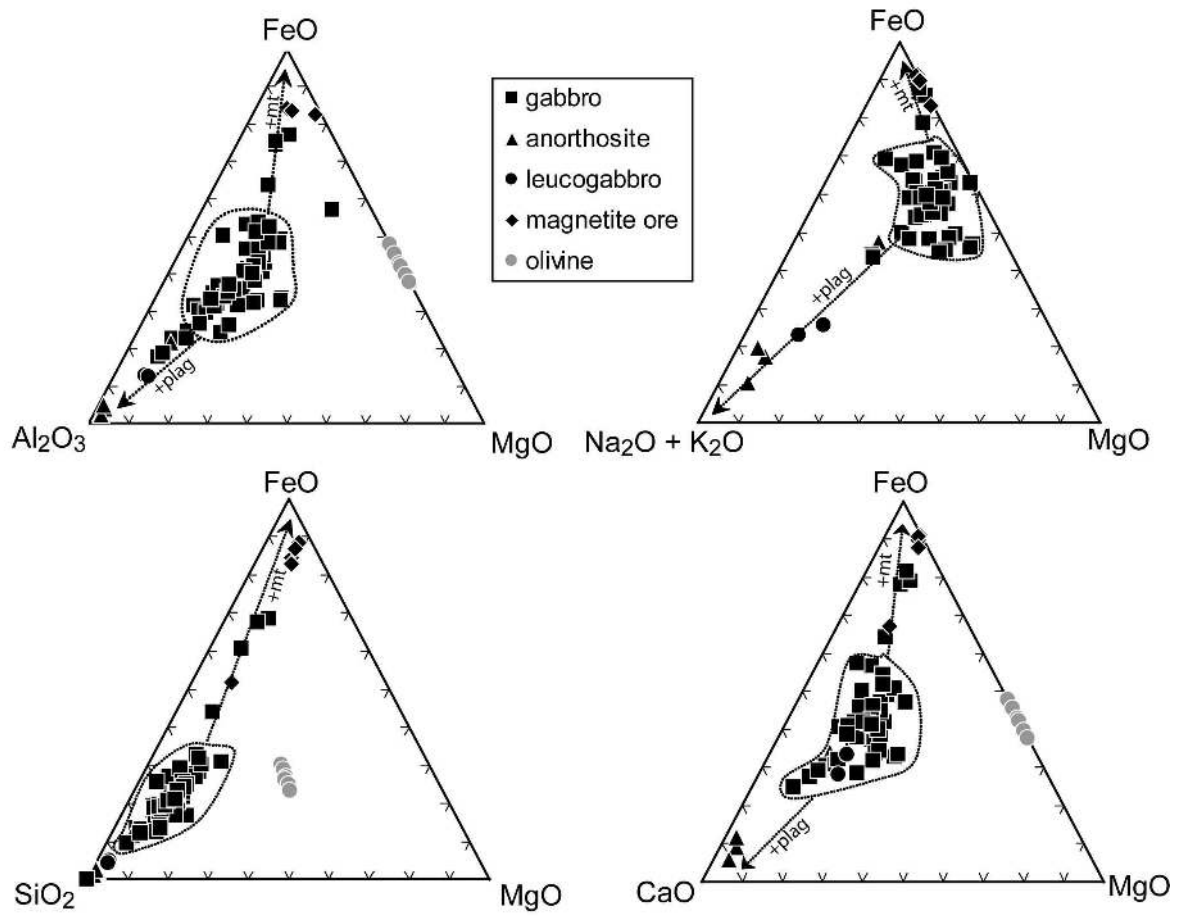 FeO
+mt
+plag
Al₂O₃
MgO
gabbro
anorthosite
leucogabbro
magnetite ore
olivine
FeO
+mt
+plag
Na₂O + K₂O
MgO
FeO
+mt
SiO₂
MgO
FeO
+mt
+plag
CaO
MgO